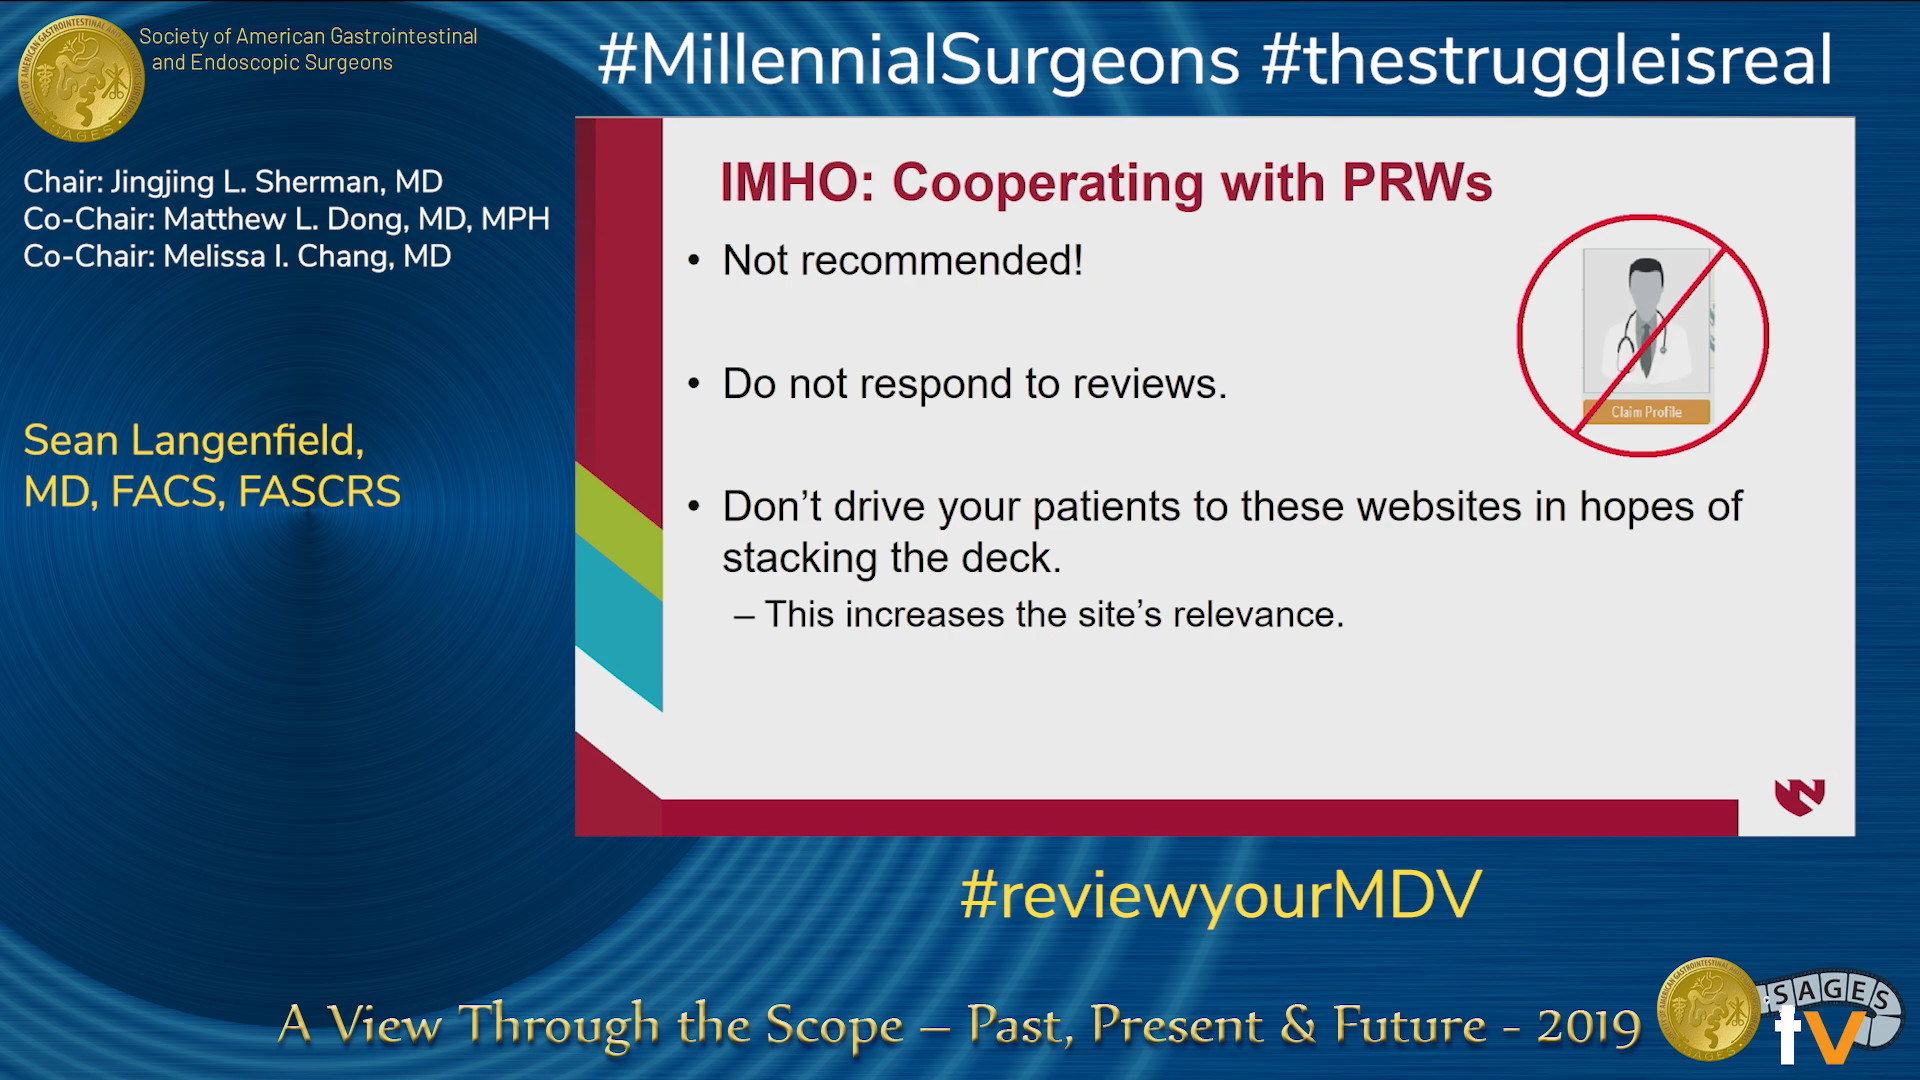 Society of American Gastrointestinal
and Endoscopic Surgeons
#MillennialSurgeons #thestruggleisreal
Chair: Jingjing L. Sherman, MD
Co-Chair: Matthew L. Dong, MD, MPH
Co-Chair: Melissa I. Chang, MD
Sean Langenfield,
MD, FACS, FASCRS
IMHO: Cooperating with PRWs
• Not recommended!
• Do not respond to reviews.
• Don't drive your patients to these websites in hopes of
stacking the deck.
– This increases the site's relevance.
Claim Profile
N
#reviewyourMDV
A View Through the Scope – Past, Present & Future - 2019
SAGES
tv
SAGES